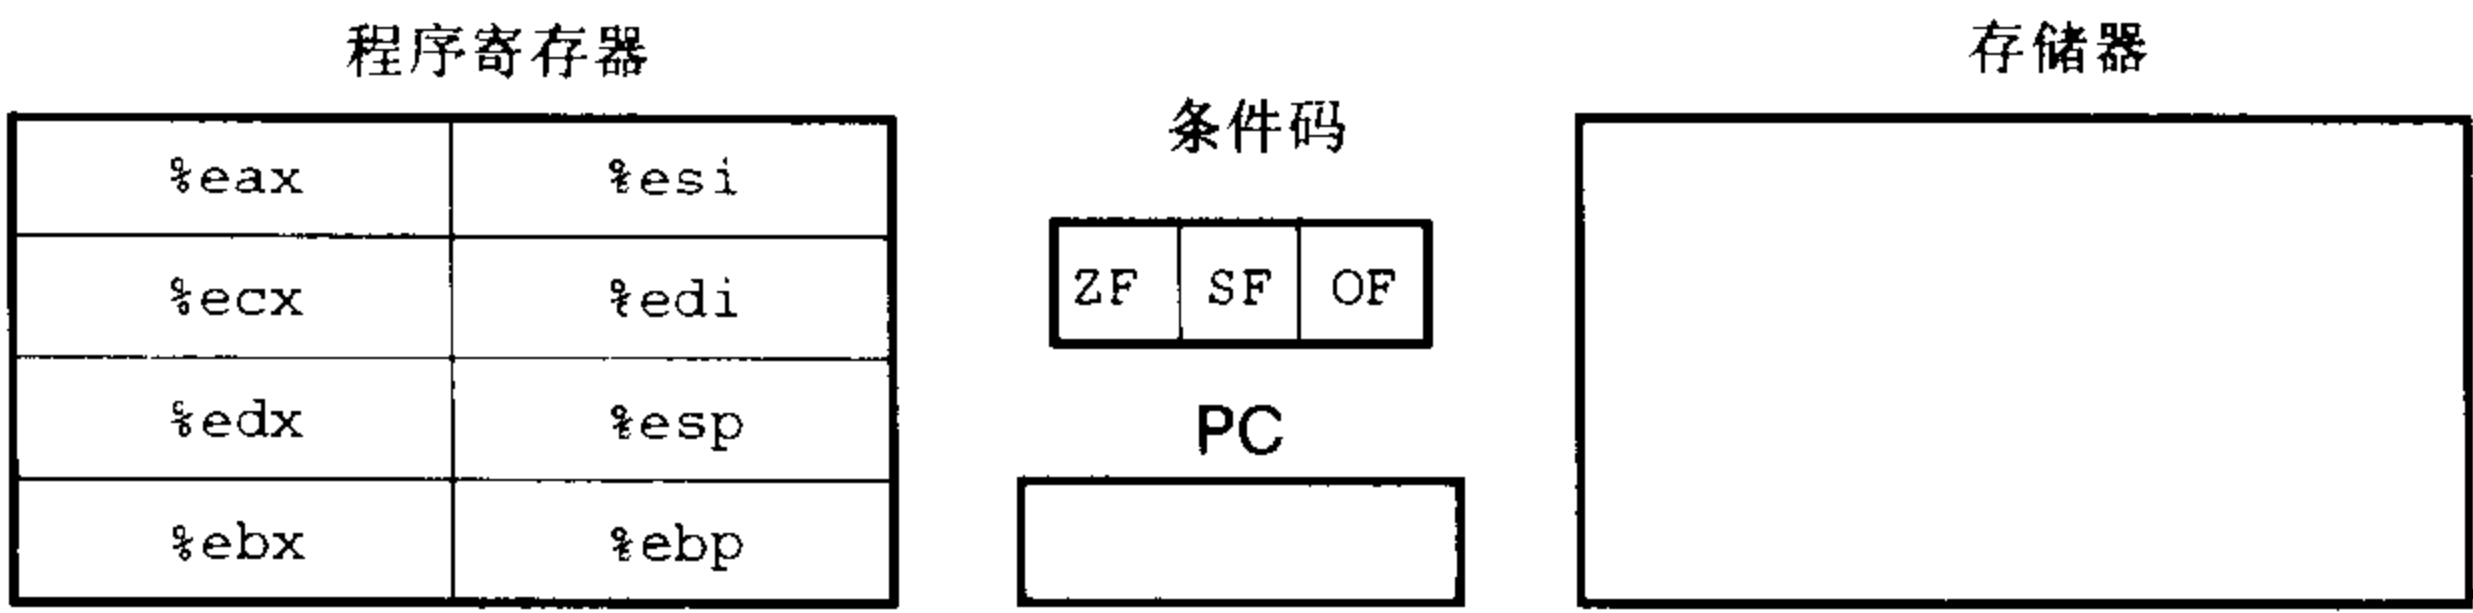 程序寄存器
%eax %esi
%ecx %edi
%edx %esp
%ebx %ebp
条件码
ZF SF OF
PC
存储器